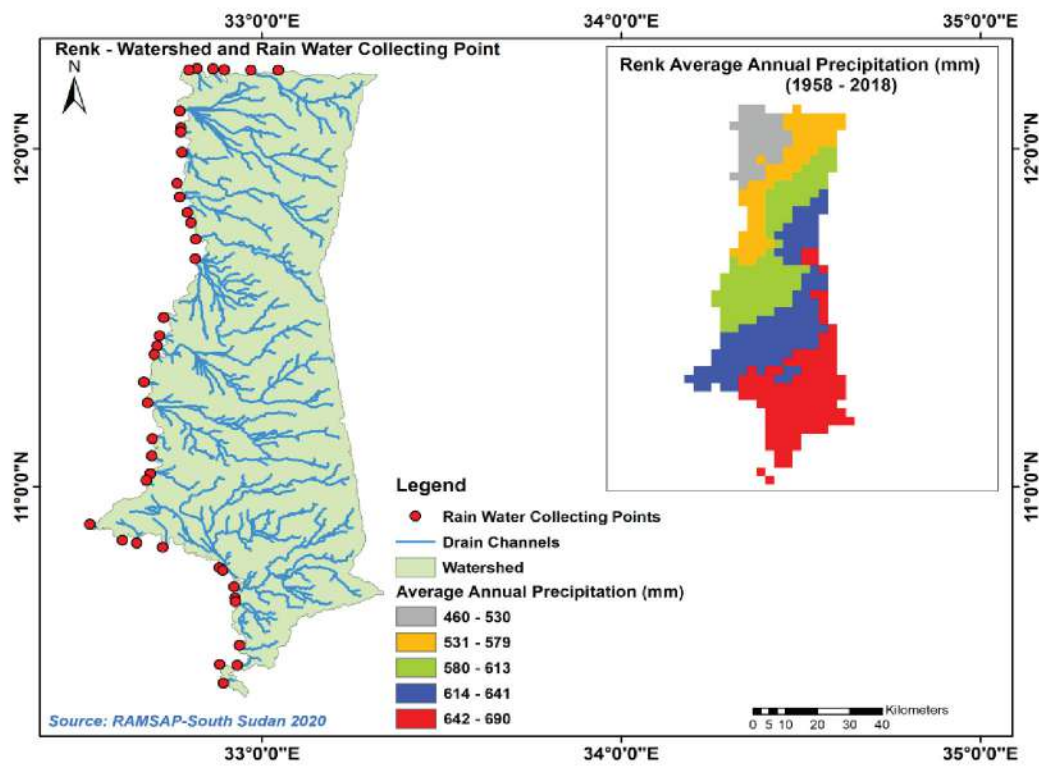 33°0'0"E 34°0'0"E 35°0'0"E
Renk - Watershed and Rain Water Collecting Point
N
Renk Average Annual Precipitation (mm)
(1958 - 2018)
12°0'0"N
12°0'0"N
11°0'0"N
11°0'0"N
Legend
Rain Water Collecting Points
Drain Channels
Watershed
Average Annual Precipitation (mm)
460 - 530
531 - 579
580 - 613
614 - 641
642 - 690
Source: RAMSAP-South Sudan 2020
Kilometers
0 5 10 20 30 40
33°0'0"E 34°0'0"E 35°0'0"E